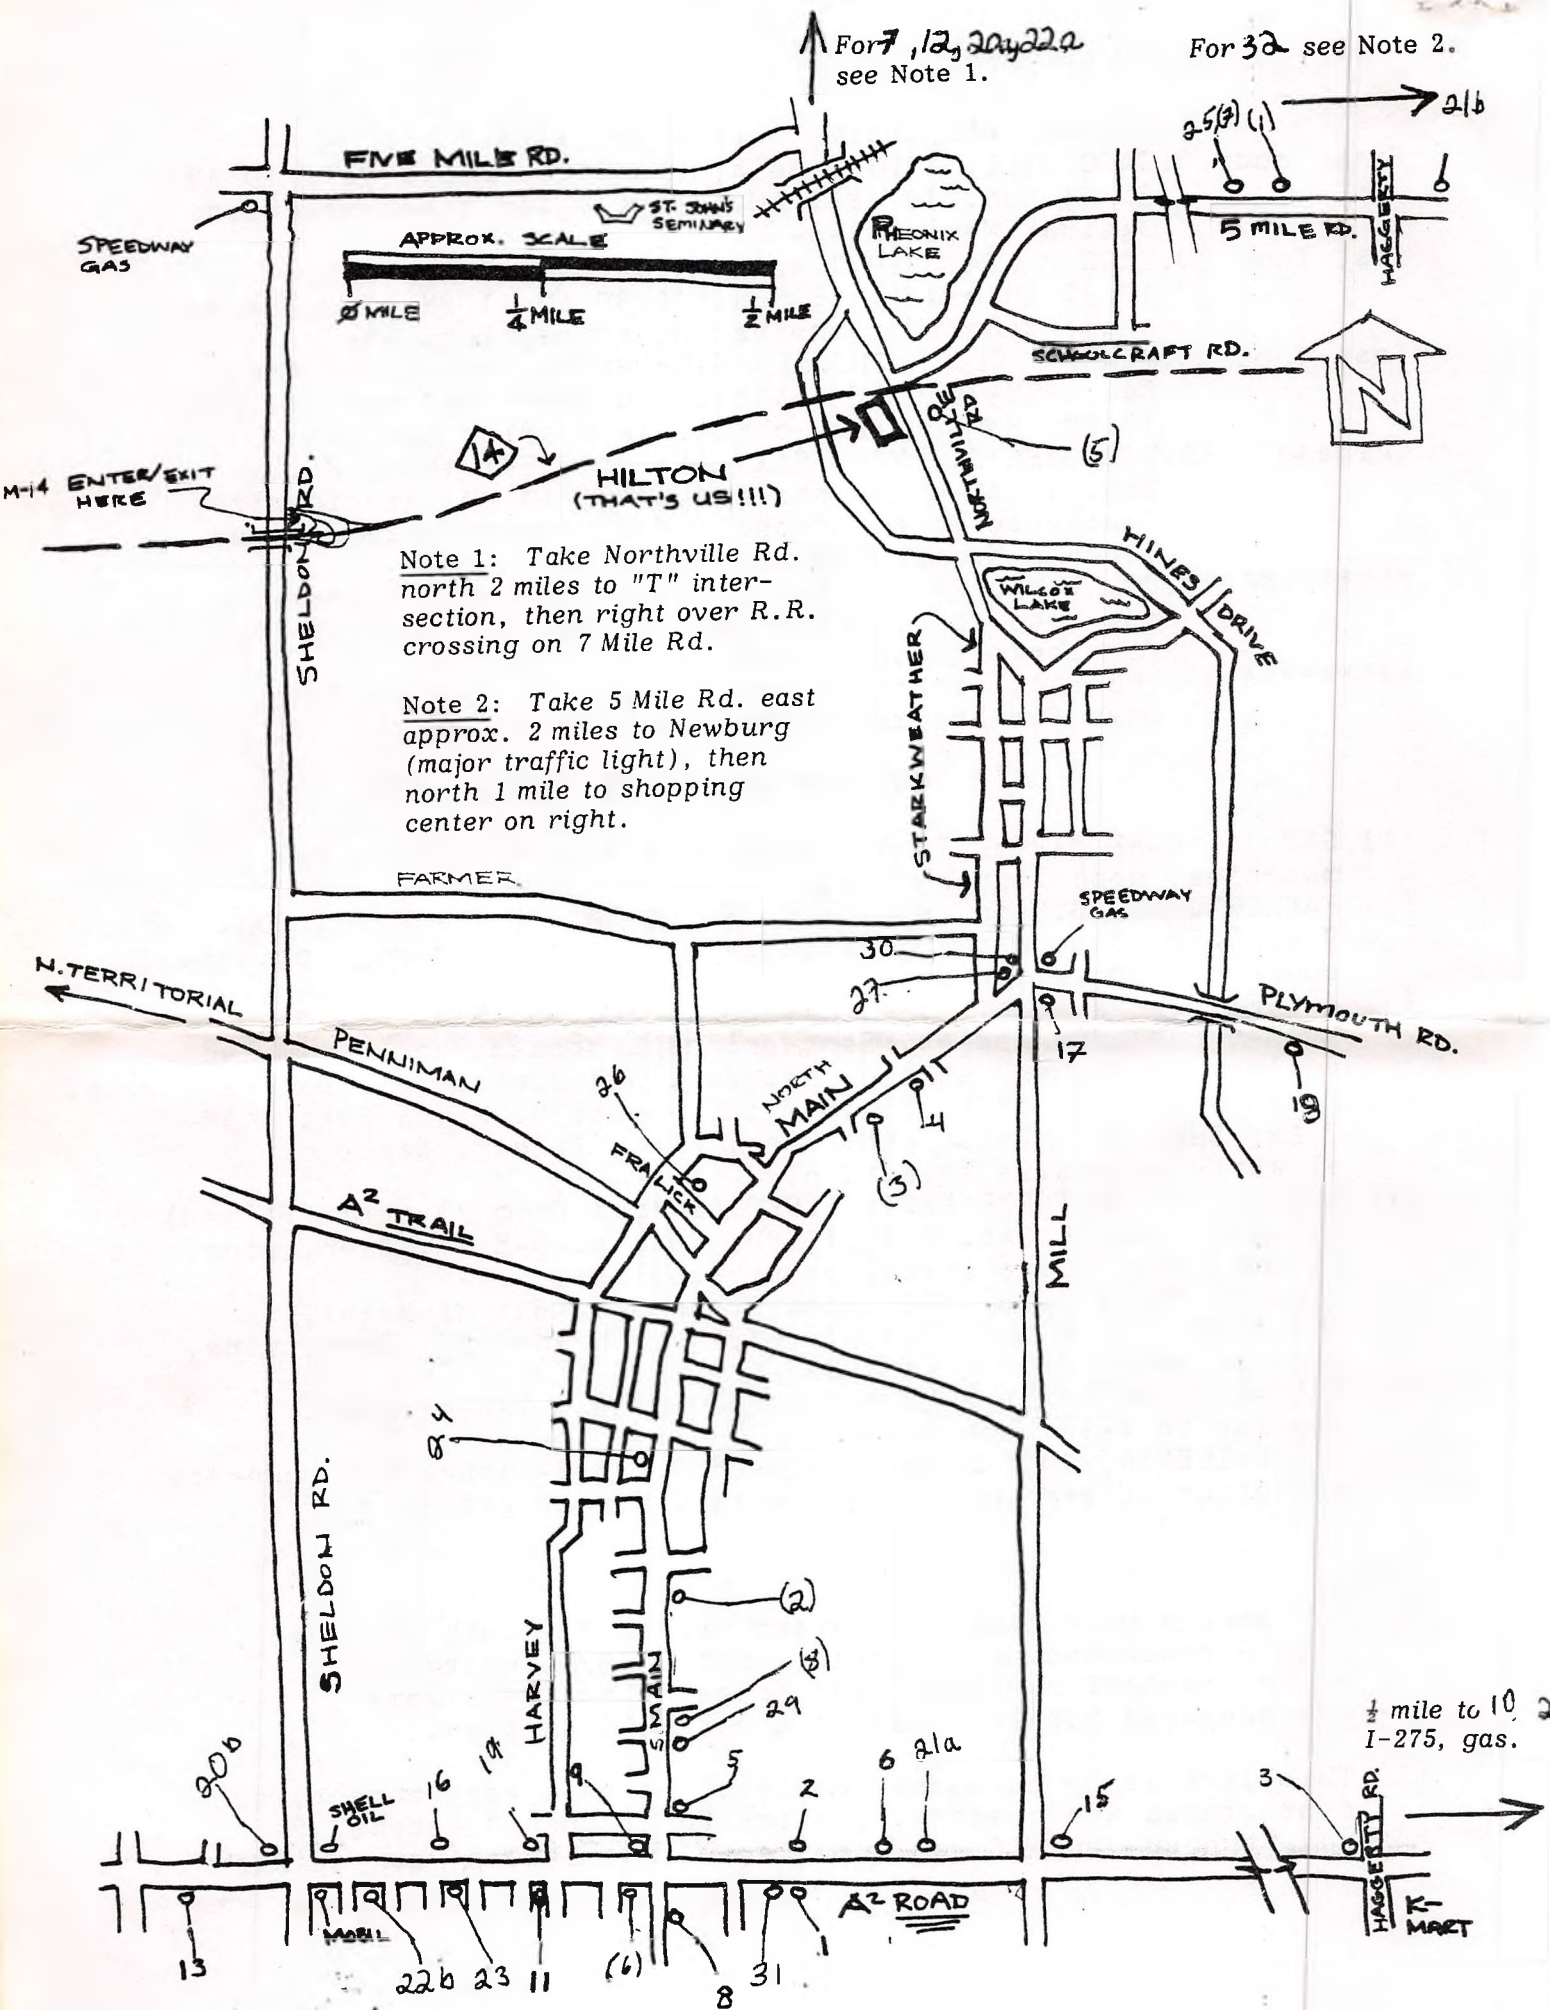 For 7, 12, 20a, 22a
see Note 1.
For 32 see Note 2.
21b
25(7) (1)
FIVE MILE RD.
ST. JOHN'S
SEMINARY
SPEEDWAY
GAS
APPROX. SCALE
Ø MILE
1/4 MILE
1/2 MILE
PHEONIX
LAKE
5 MILE RD.
HAGGERTY
SCHOOLCRAFT RD.
N
14
HILTON
(THAT'S US!!!)
(5)
NORTHVILLE
RD
M-14 ENTER/EXIT
HERE
SHELDON RD.
HINES DRIVE
WILCOX
LAKE
Note 1: Take Northville Rd.
north 2 miles to "T" inter-
section, then right over R.R.
crossing on 7 Mile Rd.
Note 2: Take 5 Mile Rd. east
approx. 2 miles to Newburg
(major traffic light), then
north 1 mile to shopping
center on right.
STARKWEATHER
FARMER
SPEEDWAY
GAS
30
27
17
PLYMOUTH RD.
N. TERRITORIAL
PENNIMAN
26
NORTH
MAIN
4
(3)
FRALICK
A² TRAIL
MILL
24
SHELDON RD.
HARVEY
S. MAIN
(2)
29
½ mile to 10,
I-275, gas.
20b
SHELL
OIL
16
19
9
5
2
6
21a
15
3
HAGGERTY RD.
K-
MART
A² ROAD
13
MOBIL
22b
23
11
(6)
8
31
1